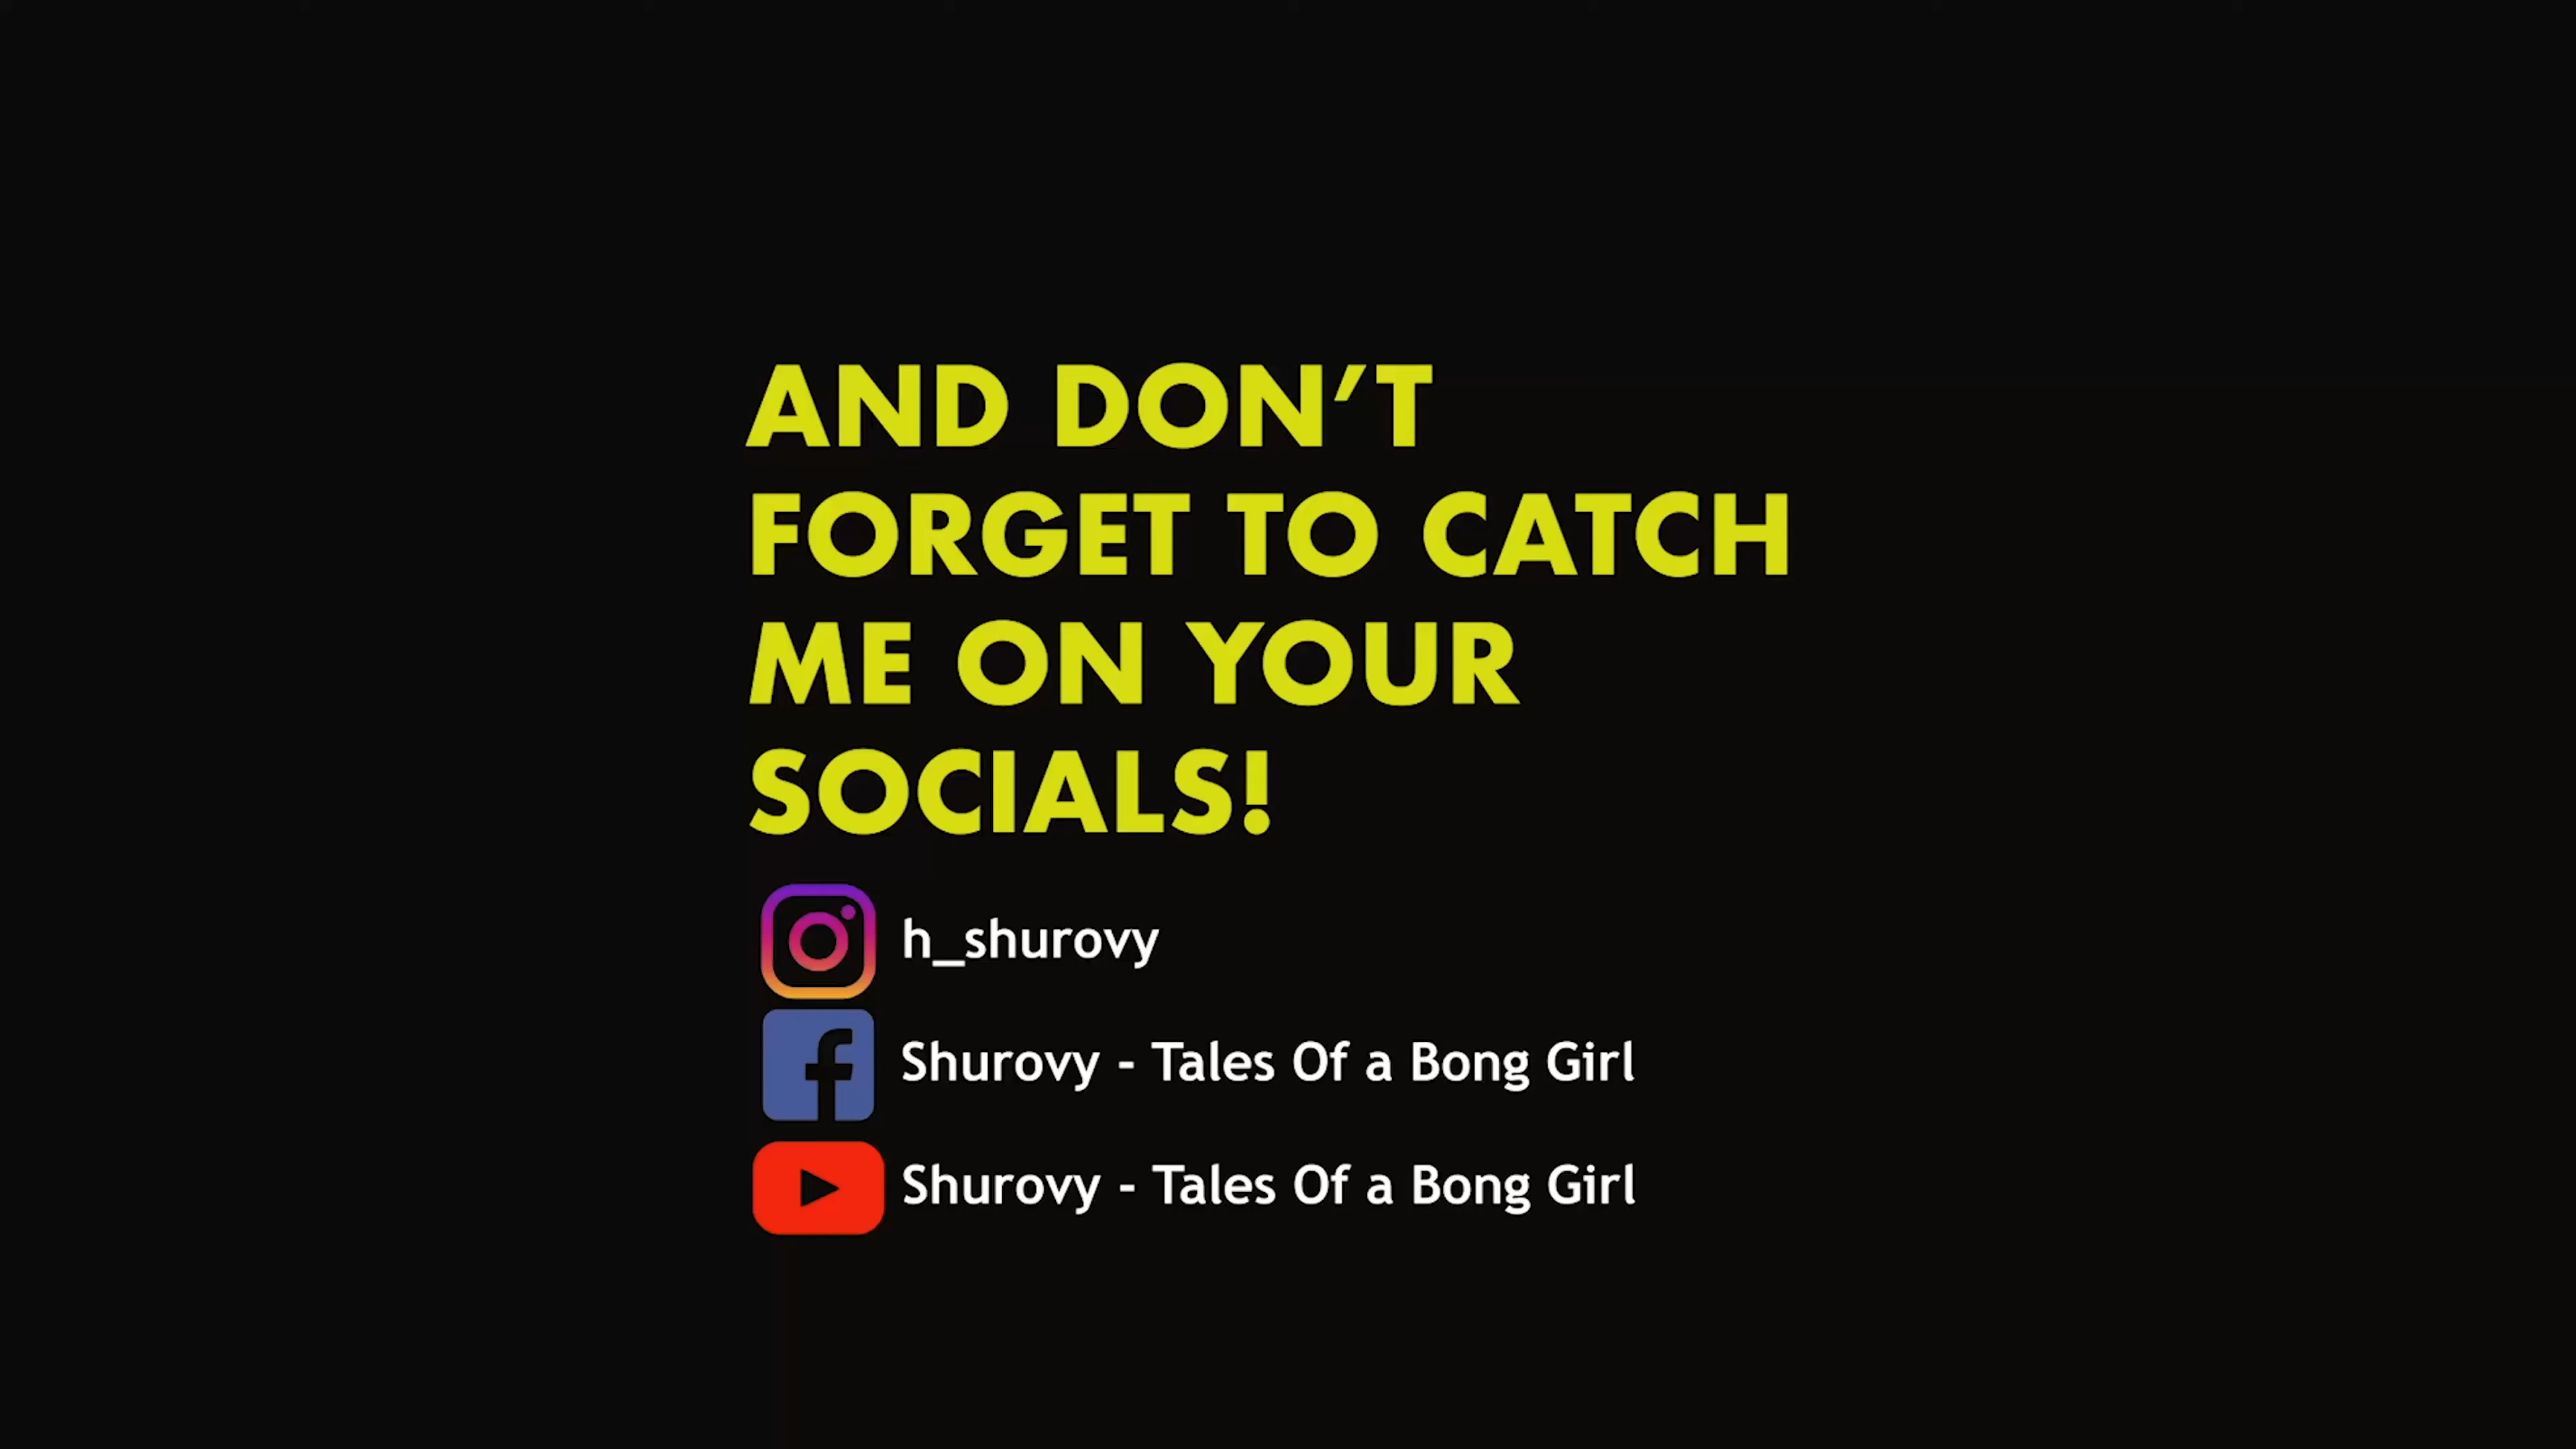 AND DON’T
FORGET TO CATCH
ME ON YOUR
SOCIALS!
h_shurovy
Shurovy - Tales Of a Bong Girl
Shurovy - Tales Of a Bong Girl